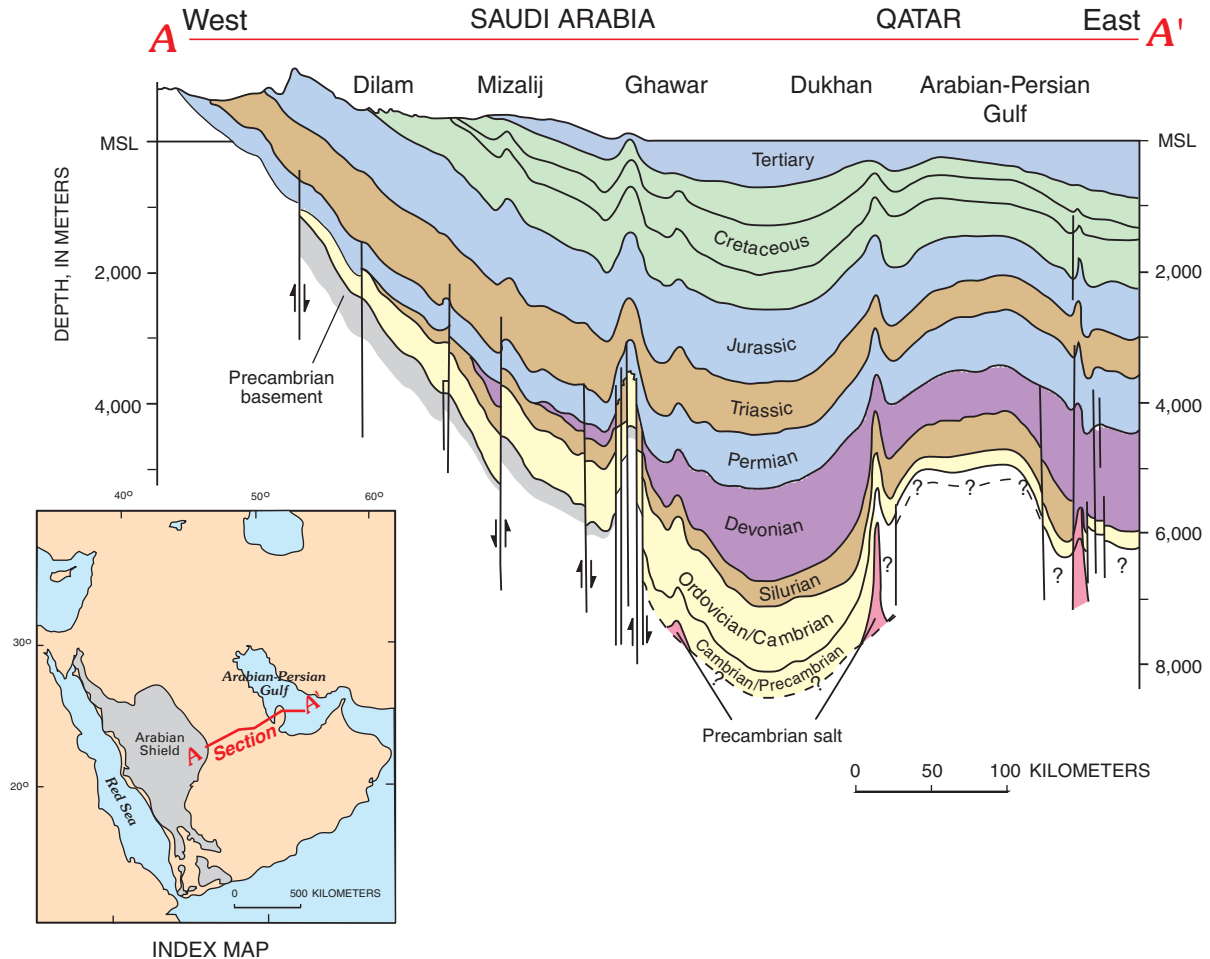 West SAUDI ARABIA QATAR East
A A'
Dilam Mizalij Ghawar Dukhan Arabian-Persian
Gulf
MSL MSL
Tertiary
Cretaceous
DEPTH, IN METERS
2,000 2,000
Jurassic
Precambrian
basement
Triassic
4,000 4,000
Permian
Devonian
? ? ?
6,000 6,000
? ? ?
Silurian
Ordovician/Cambrian
Cambrian/Precambrian
? ?
8,000
Precambrian salt
0 50 100 KILOMETERS
40° 50° 60°
30°
20°
Arabian-Persian
Gulf
A'
Arabian
Shield
A
Section
Red Sea
0 500 KILOMETERS
INDEX MAP